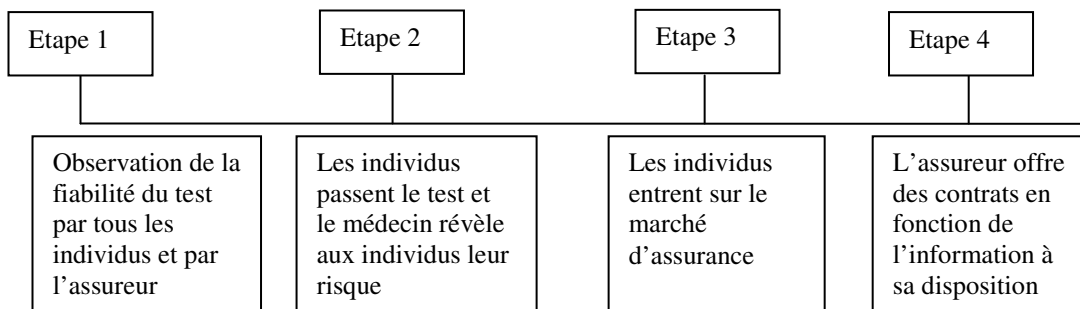 Etape 1
Etape 2
Etape 3
Etape 4
Observation de la
fiabilité du test
par tous les
individus et par
l'assureur
Les individus
passent le test et
le médecin révèle
aux individus leur
risque
Les individus
entrent sur le
marché
d'assurance
L'assureur offre
des contrats en
fonction de
l'information à
sa disposition